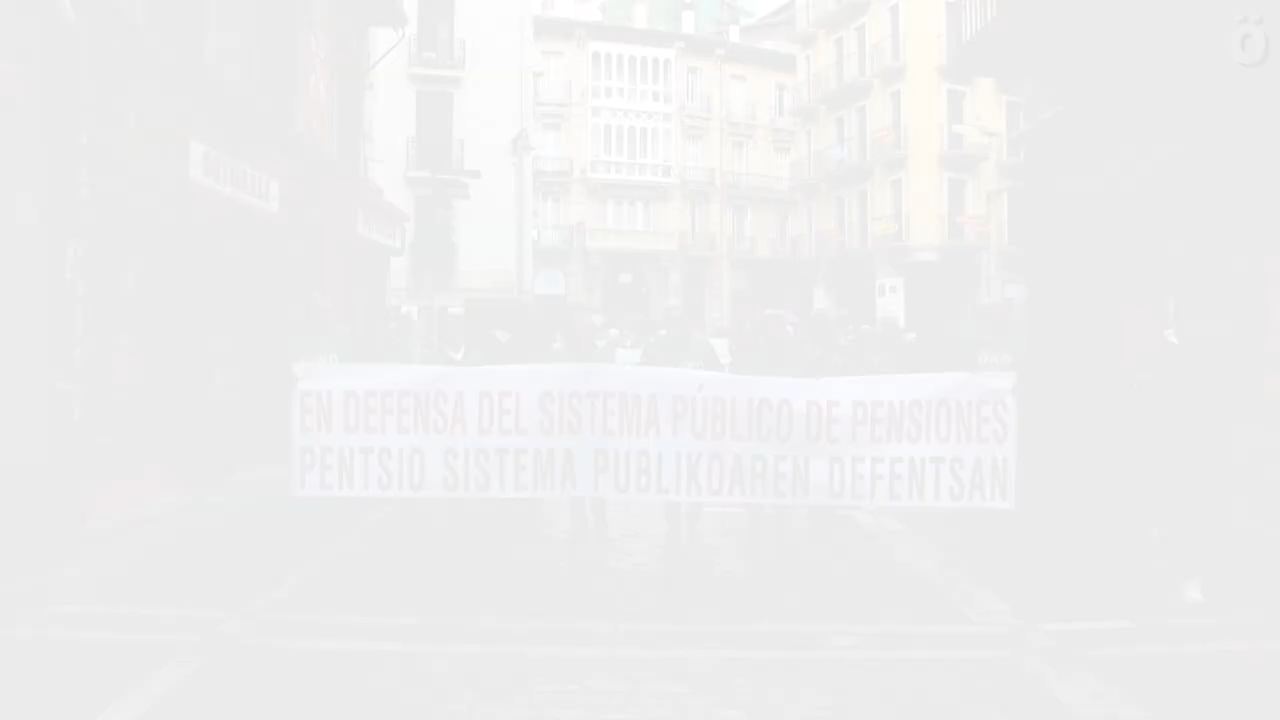 Ö
EN DEFENSA DEL SISTEMA PÚBLICO DE PENSIONES
PENTSIO SISTEMA PUBLIKOAREN DEFENTSAN